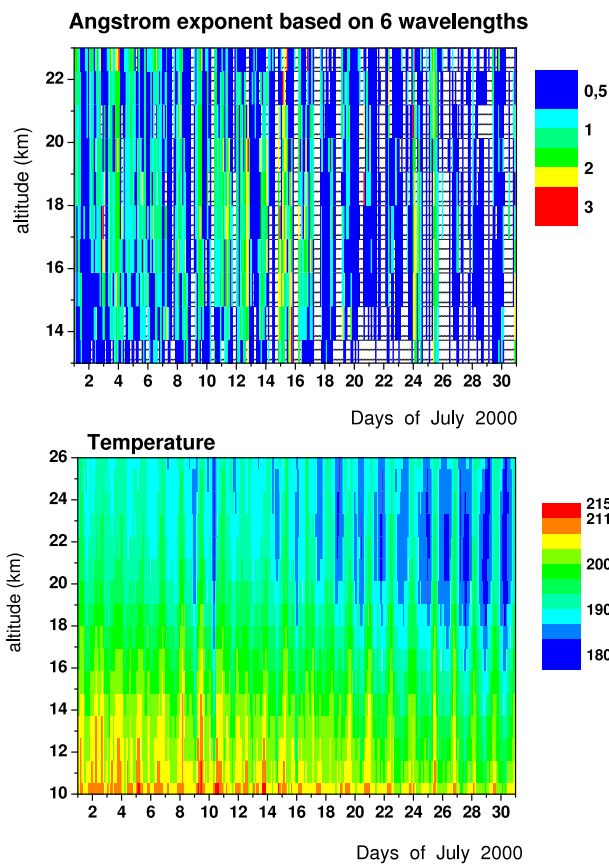 Angstrom exponent based on 6 wavelengths
altitude (km)
22
20
18
16
14
0,5
1
2
3
2 4 6 8 10 12 14 16 18 20 22 24 26 28 30
Days of July 2000
Temperature
altitude (km)
26
24
22
20
18
16
14
12
10
215
211
200
190
180
2 4 6 8 10 12 14 16 18 20 22 24 26 28 30
Days of July 2000